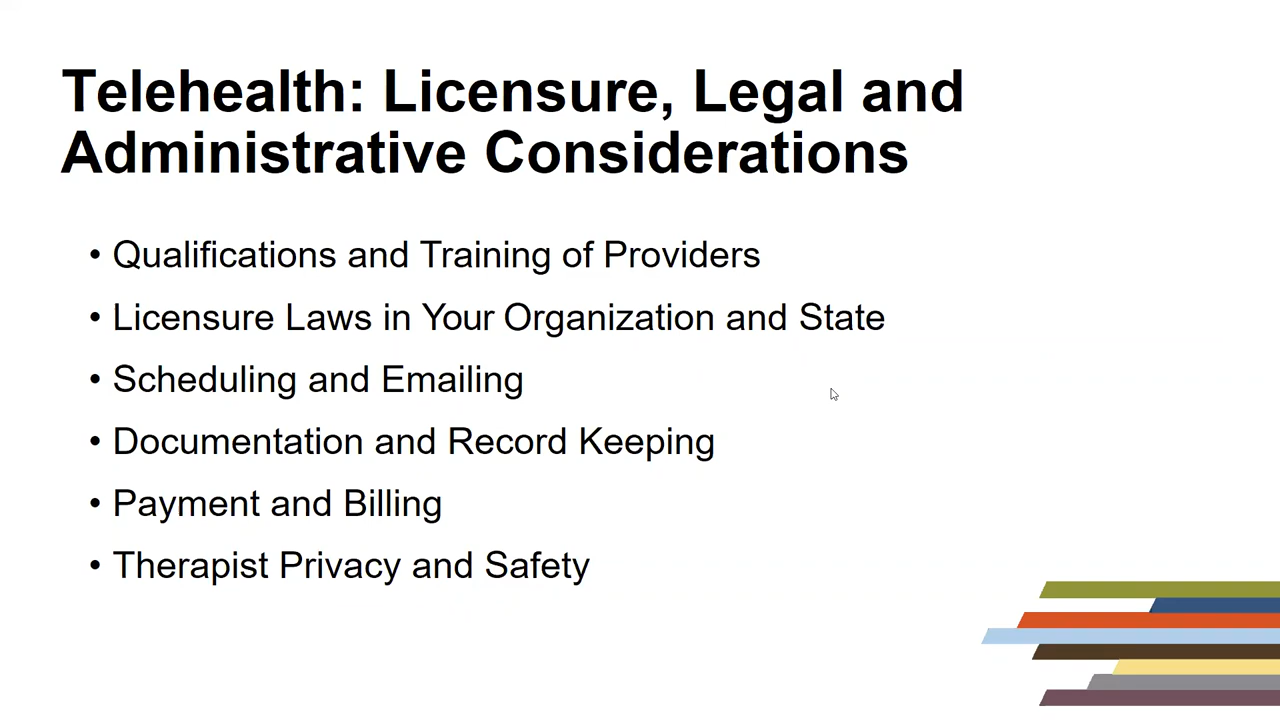 Telehealth: Licensure, Legal and
Administrative Considerations
• Qualifications and Training of Providers
• Licensure Laws in Your Organization and State
• Scheduling and Emailing
• Documentation and Record Keeping
• Payment and Billing
• Therapist Privacy and Safety